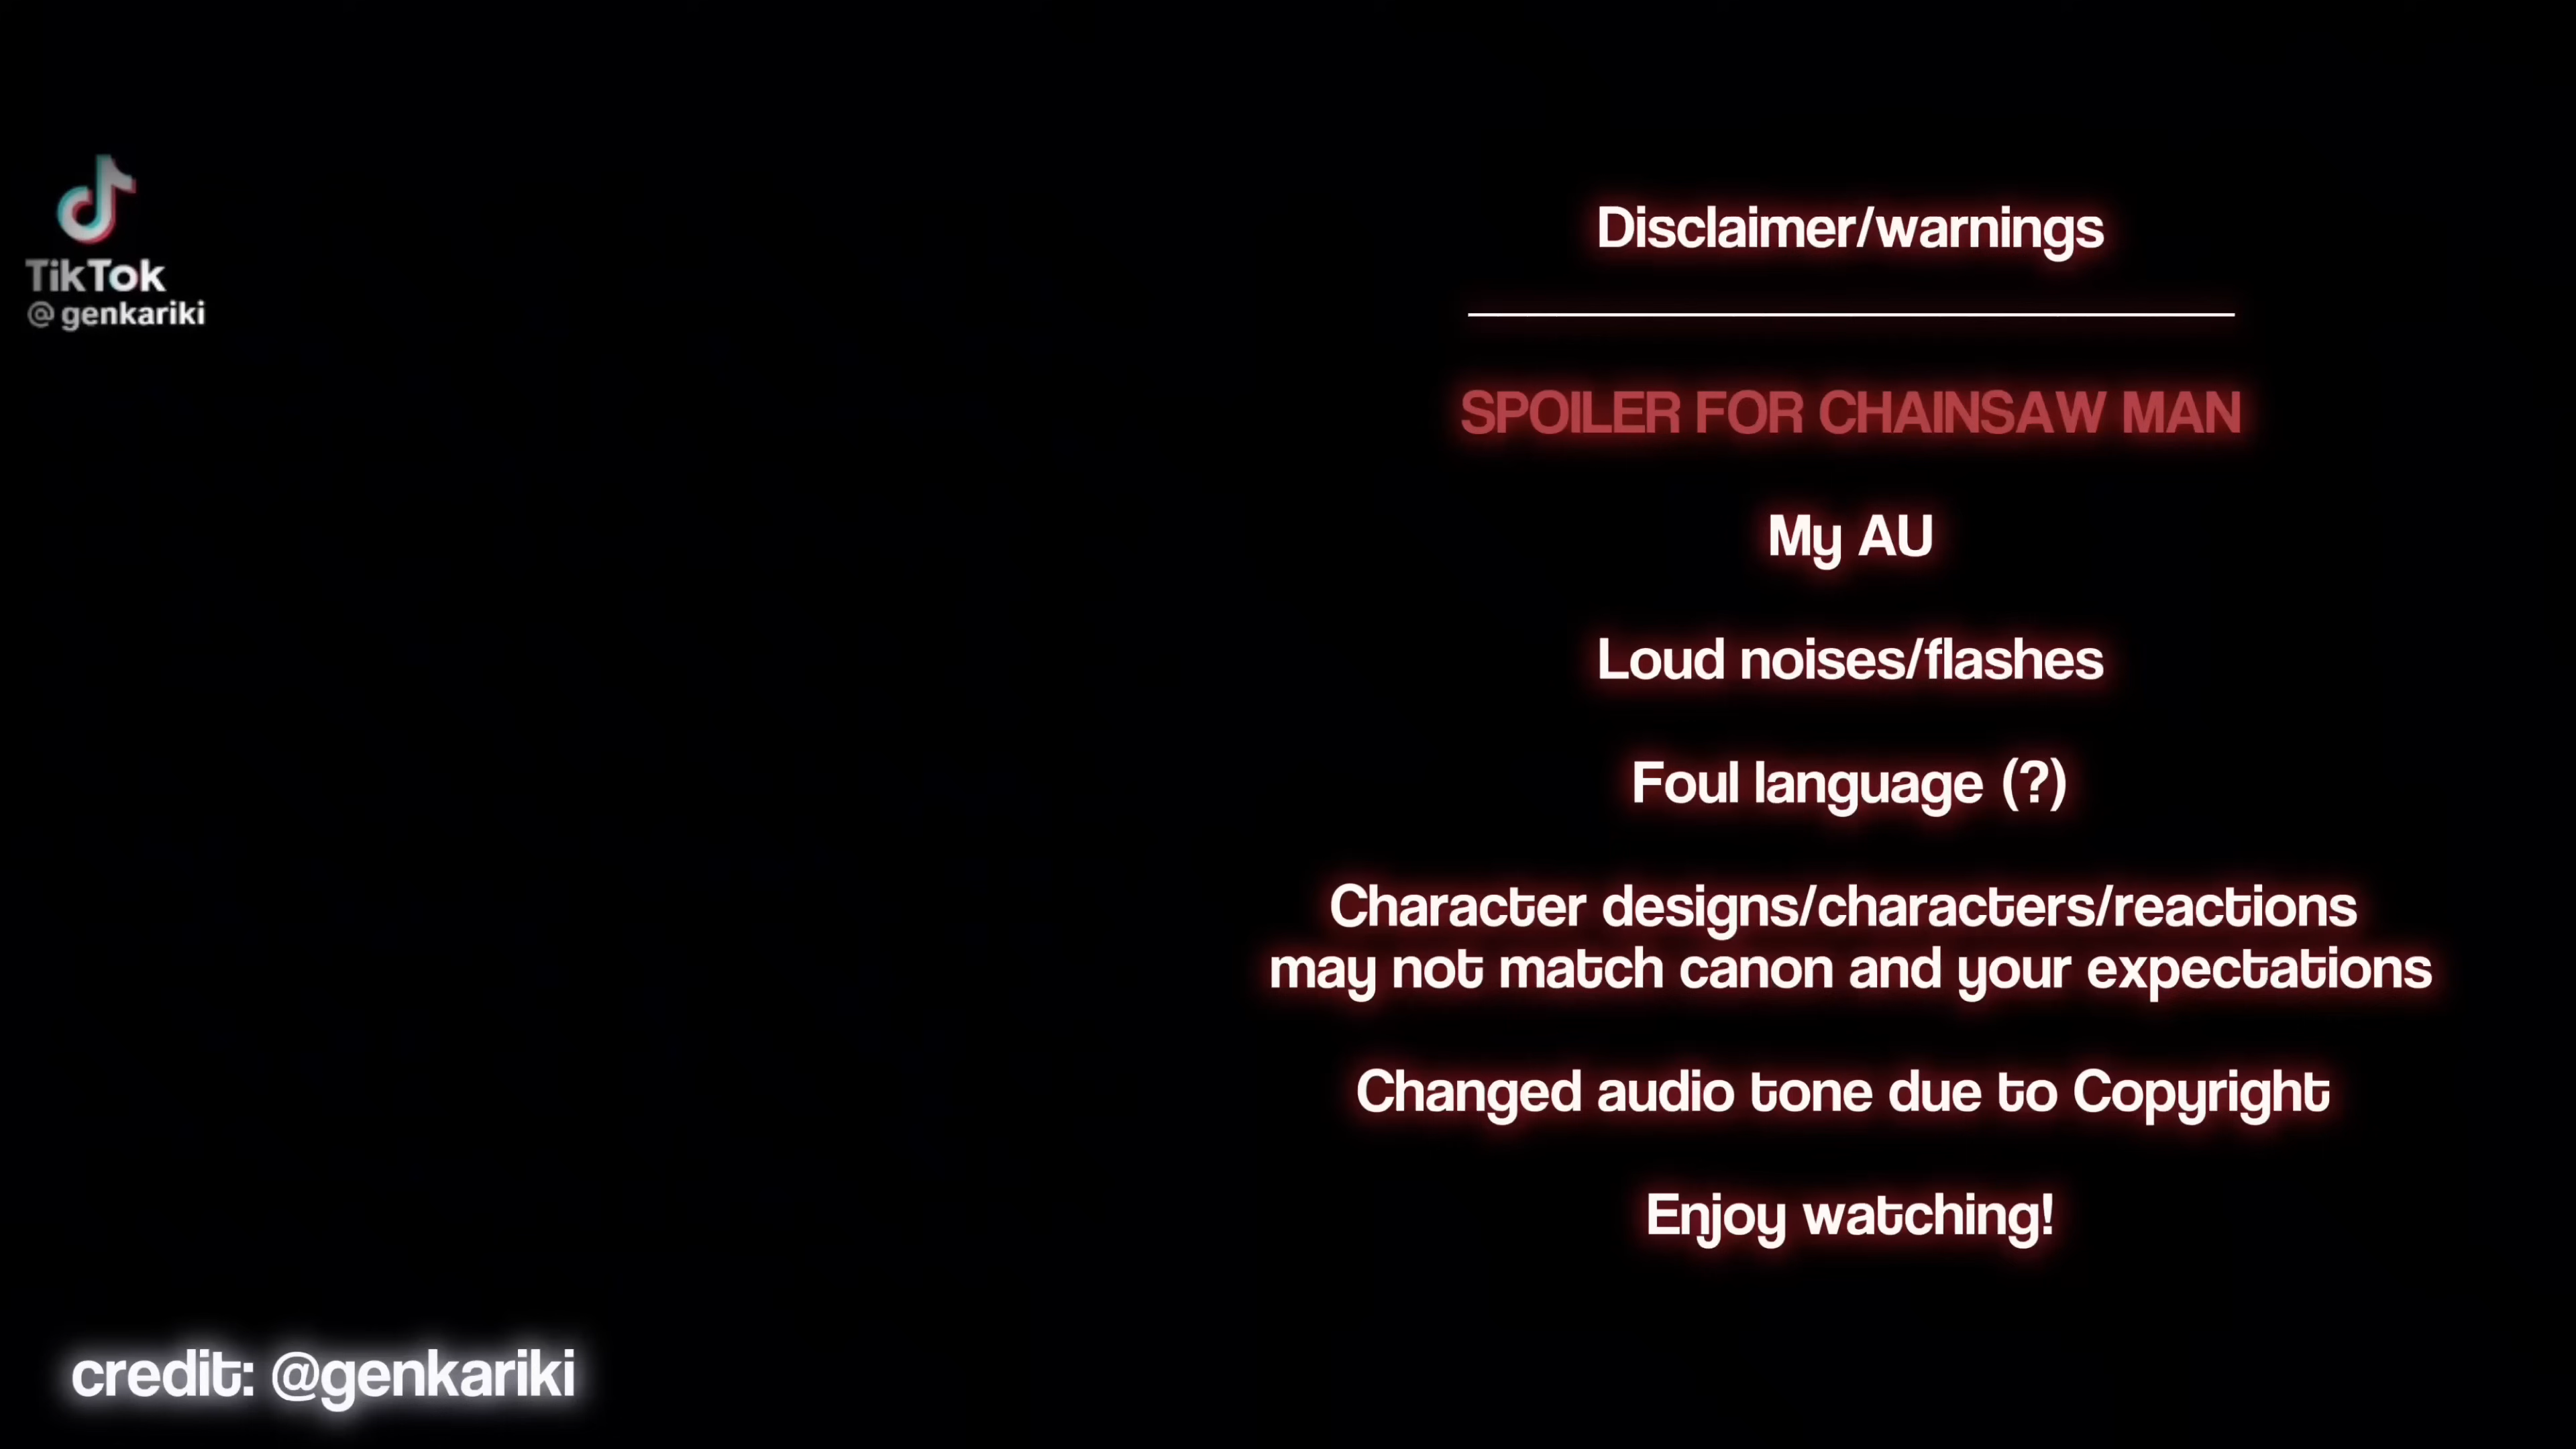 TikTok
@genkariki
Disclaimer/warnings
SPOILER FOR CHAINSAW MAN
My AU
Loud noises/flashes
Foul language (?)
Character designs/characters/reactions
may not match canon and your expectations
Changed audio tone due to Copyright
Enjoy watching!
credit: @genkariki